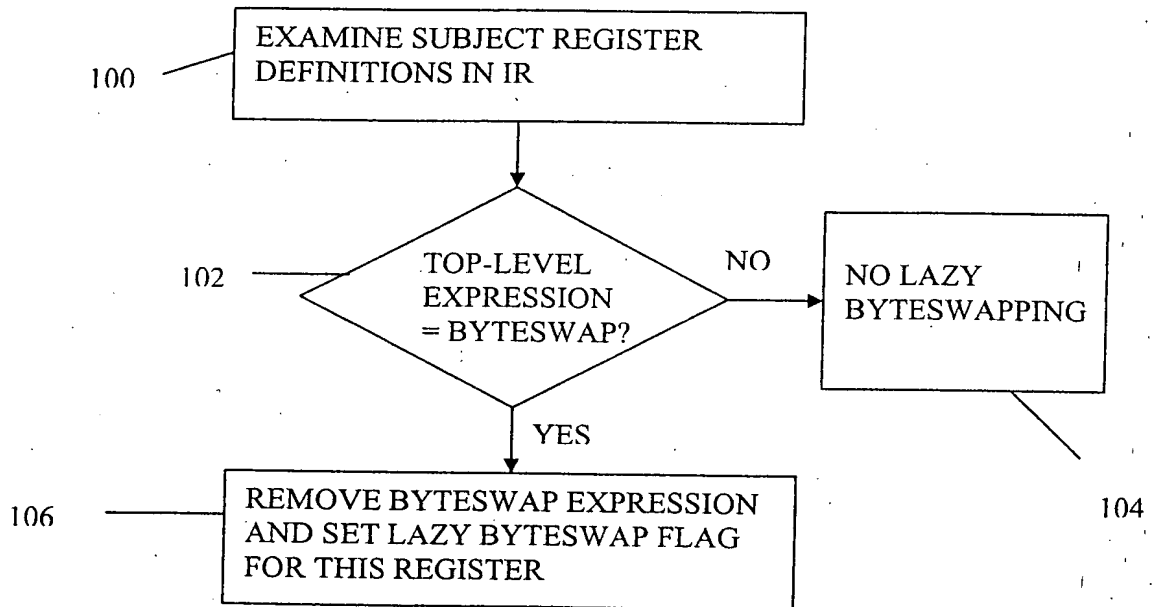 EXAMINE SUBJECT REGISTER
DEFINITIONS IN IR
100
TOP-LEVEL
EXPRESSION
= BYTESWAP?
102
NO
NO LAZY
BYTESWAPPING
104
YES
REMOVE BYTESWAP EXPRESSION
AND SET LAZY BYTESWAP FLAG
FOR THIS REGISTER
106